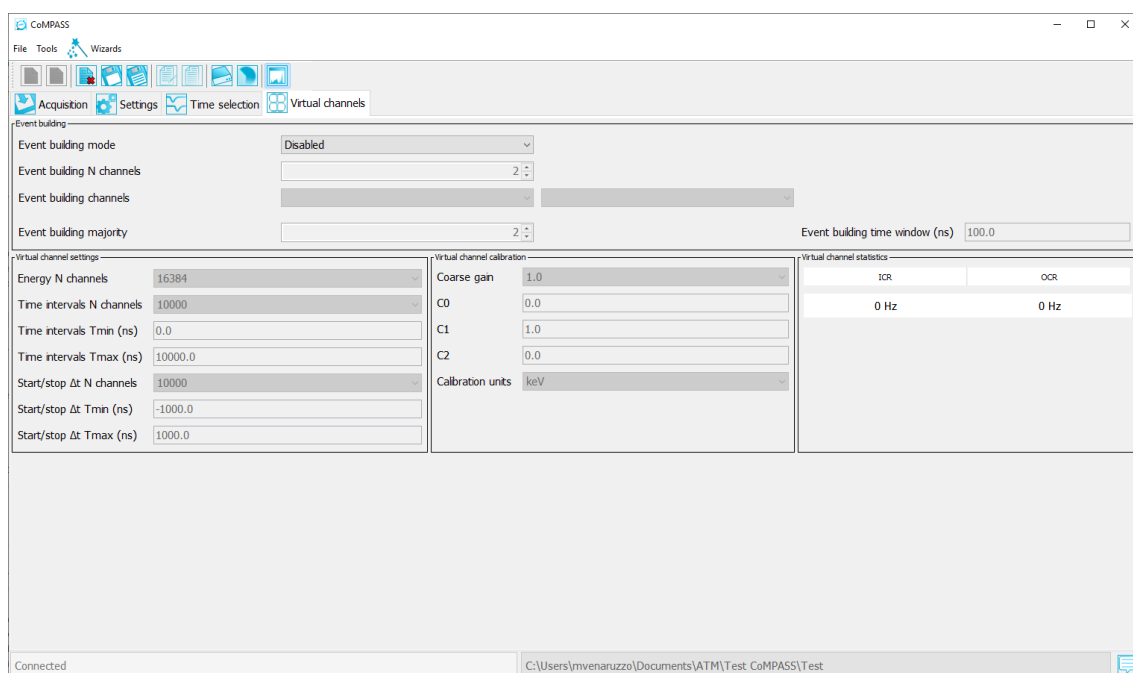 CoMPASS
File Tools Wizards
Acquisition Settings Time selection Virtual channels
Event building
Event building mode Disabled
Event building N channels 2
Event building channels
Event building majority 2 Event building time window (ns) 100.0
Virtual channel settings Virtual channel calibration Virtual channel statistics
Energy N channels 16384 Coarse gain 1.0 ICR OCR
Time intervals N channels 10000 C0 0.0 0 Hz 0 Hz
Time intervals Tmin (ns) 0.0 C1 1.0
Time intervals Tmax (ns) 10000.0 C2 0.0
Start/stop Δt N channels 10000 Calibration units keV
Start/stop Δt Tmin (ns) -1000.0
Start/stop Δt Tmax (ns) 1000.0
Connected C:\Users\mvenaruzzo\Documents\ATM\Test CoMPASS\Test